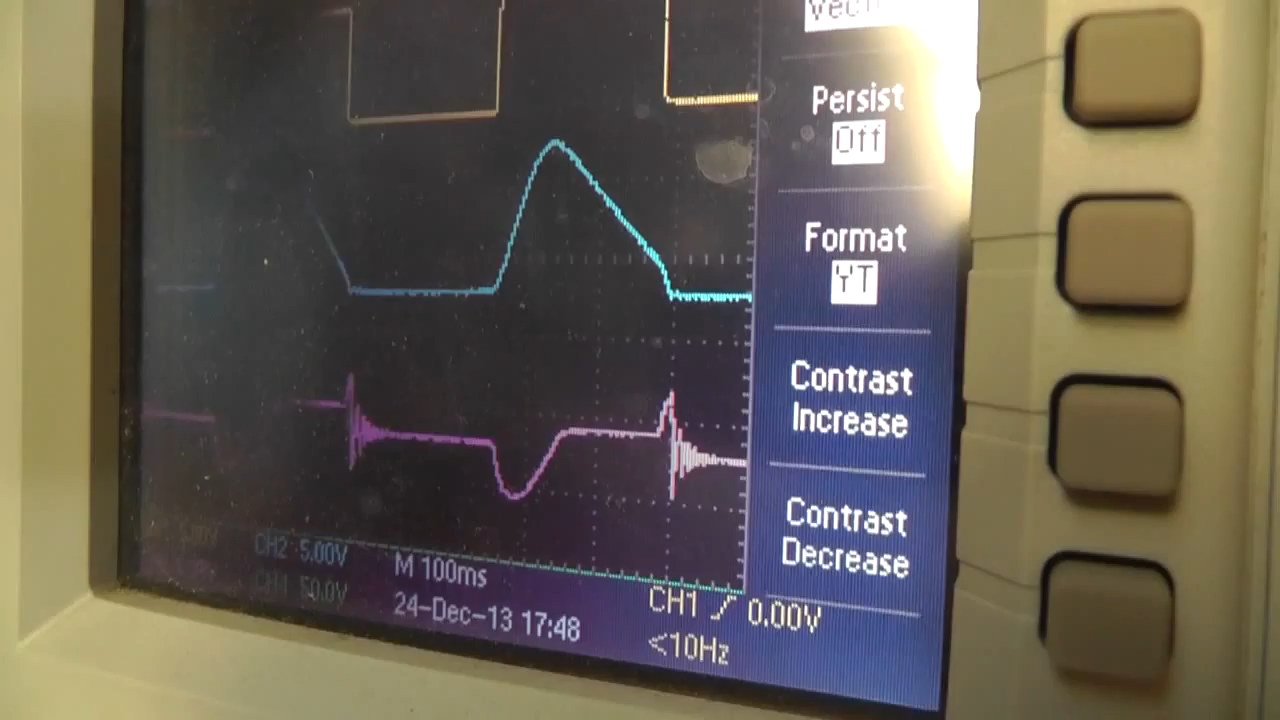 Persist
Off
Format
YT
Contrast
Increase
Contrast
Decrease
CH2 5.00V
M 100ms
CH1 0.00V
50.0V
24-Dec-13 17:48
<10Hz